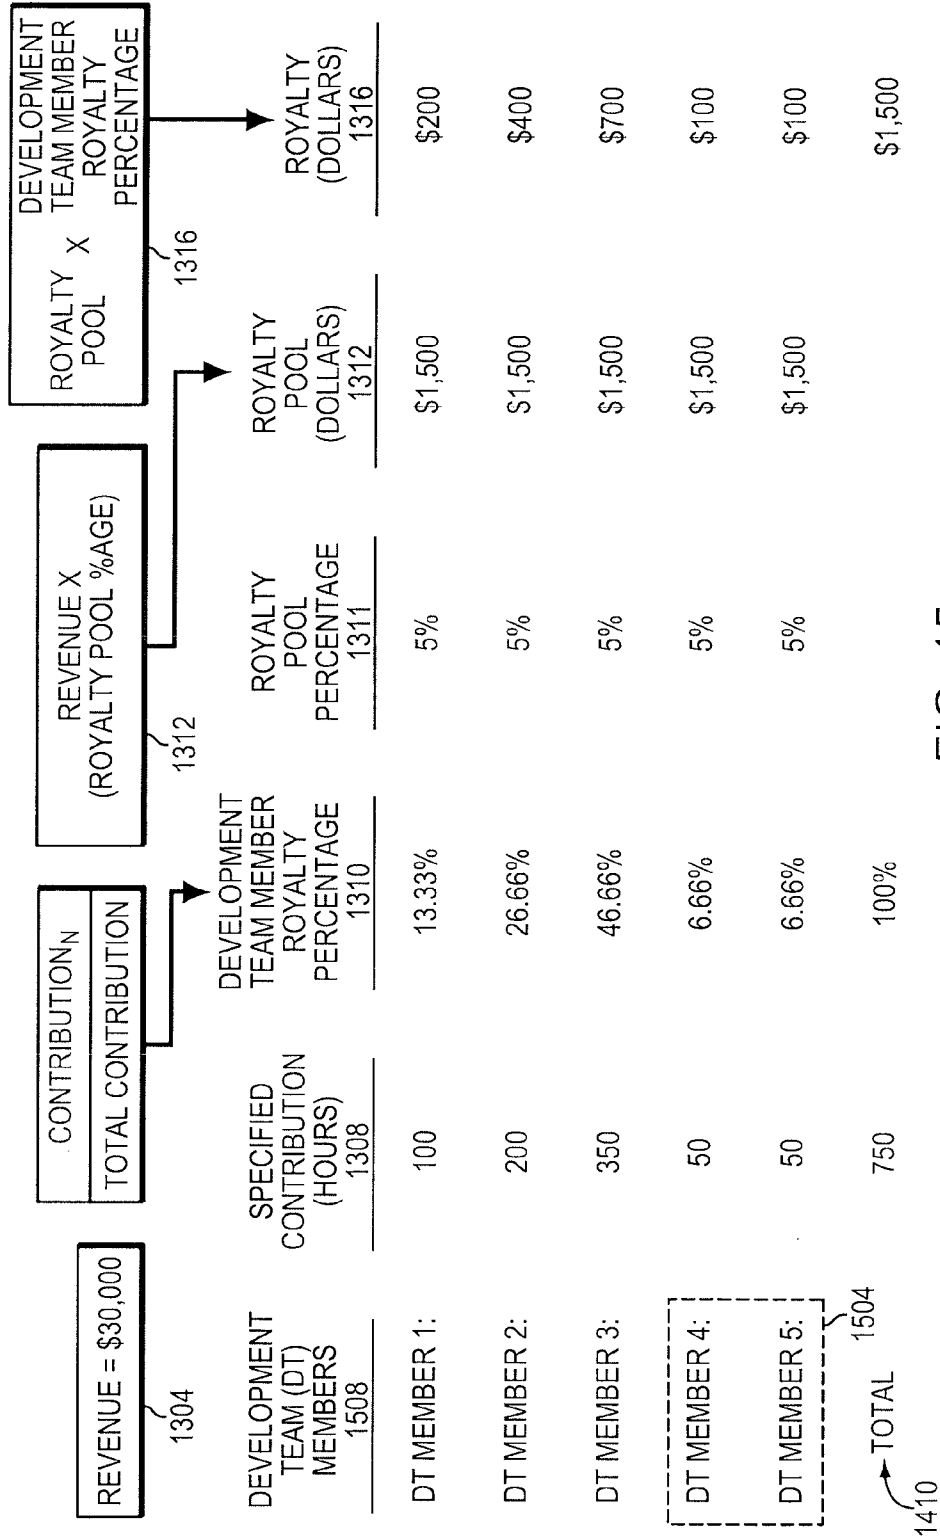 REVENUE = $30,000
1304
CONTRIBUTION_N
TOTAL CONTRIBUTION
REVENUE X
(ROYALTY POOL %AGE)
1312
ROYALTY POOL X DEVELOPMENT TEAM MEMBER ROYALTY PERCENTAGE
1316
DEVELOPMENT
TEAM (DT)
MEMBERS
1508
SPECIFIED
CONTRIBUTION
(HOURS)
1308
DEVELOPMENT
TEAM MEMBER
ROYALTY
PERCENTAGE
1310
ROYALTY
POOL
PERCENTAGE
1311
ROYALTY
POOL
(DOLLARS)
1312
ROYALTY
(DOLLARS)
1316
DT MEMBER 1: 100 13.33% 5% $1,500 $200
DT MEMBER 2: 200 26.66% 5% $1,500 $400
DT MEMBER 3: 350 46.66% 5% $1,500 $700
DT MEMBER 4: 50 6.66% 5% $1,500 $100
DT MEMBER 5: 50 6.66% 5% $1,500 $100
1504
TOTAL 750 100% $1,500
1410